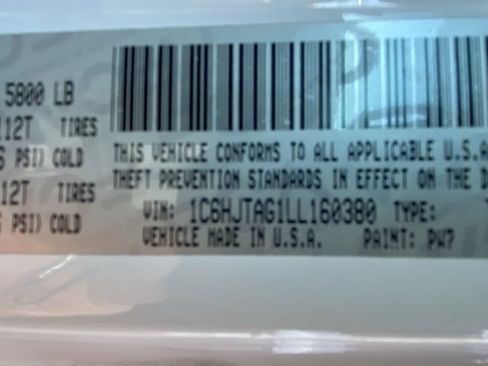 5800 LB
112T TIRES
PSI) COLD
12T TIRES
PSI) COLD
THIS VEHICLE CONFORMS TO ALL APPLICABLE U.S.A
THEFT PREVENTION STANDARDS IN EFFECT ON THE D
VIN: 1C6HJTAG1LL160380 TYPE:
VEHICLE MADE IN U.S.A. PAINT: PW7